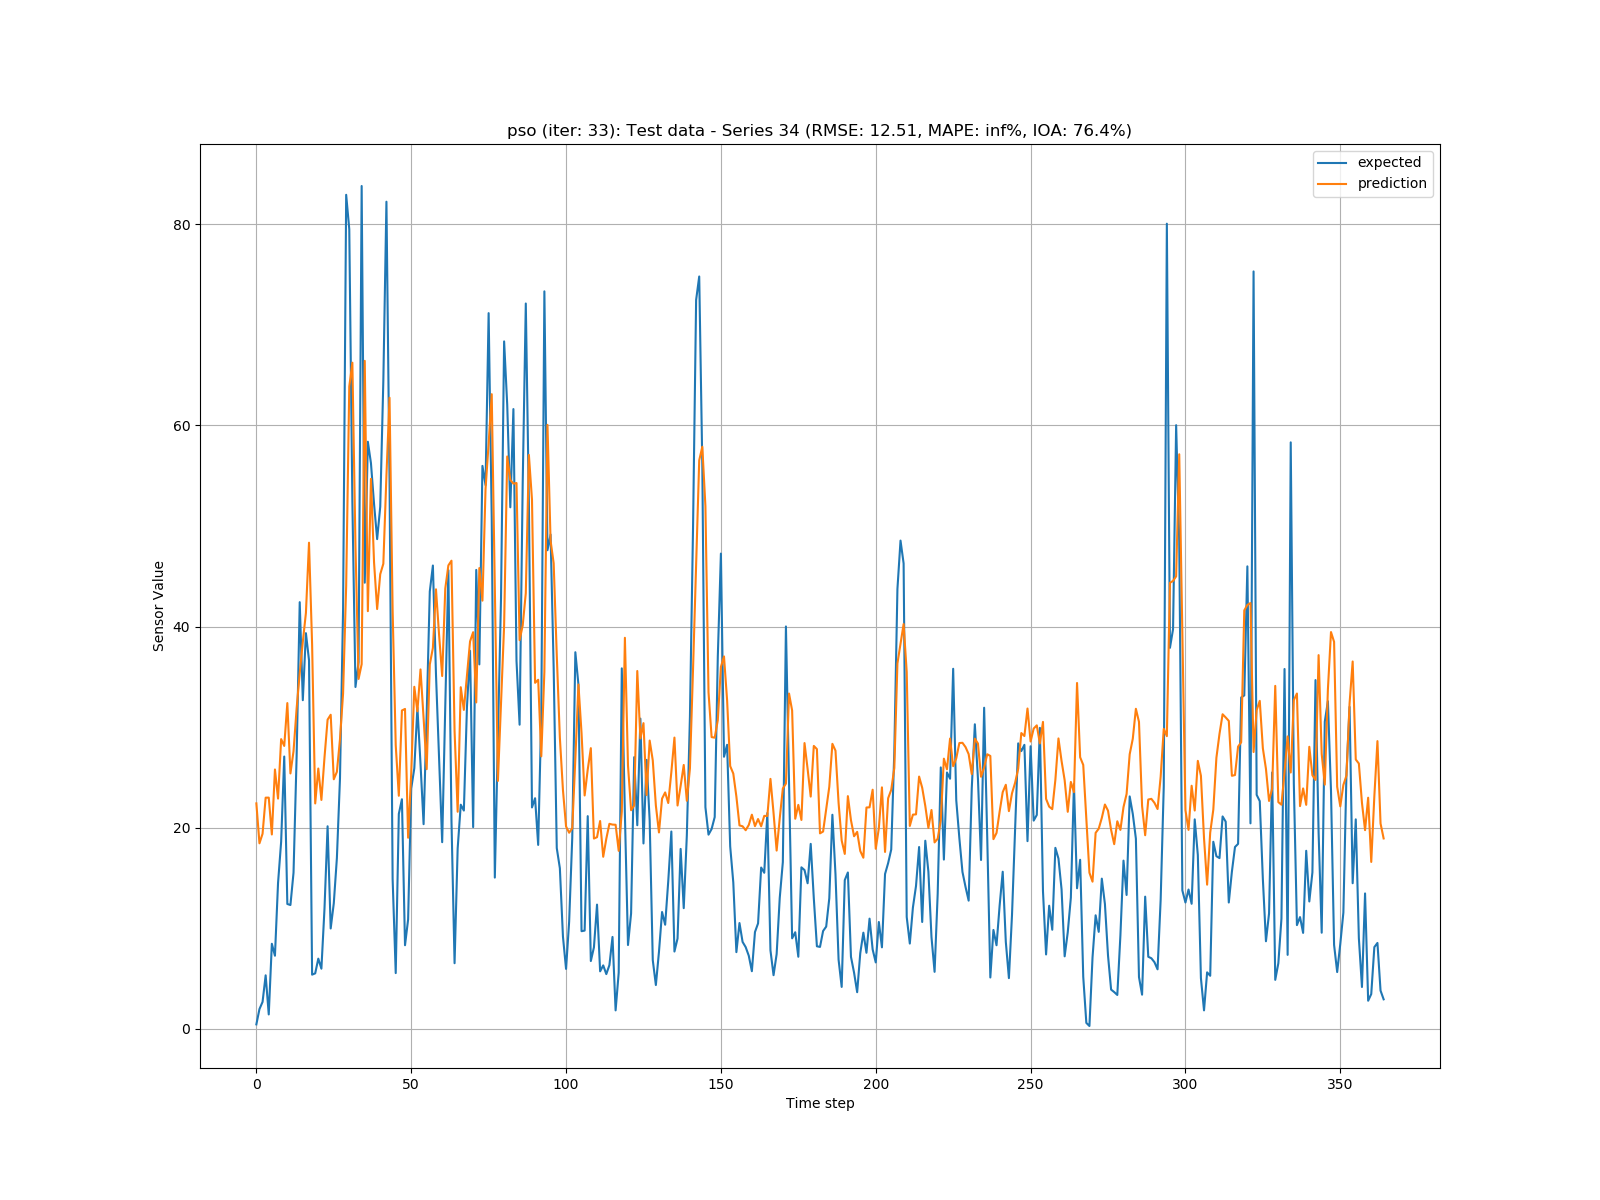 pso (iter: 33): Test data - Series 34 (RMSE: 12.51, MAPE: inf%, IOA: 76.4%)
expected
prediction
80
60
40
20
0
Sensor Value
0 50 100 150 200 250 300 350
Time step